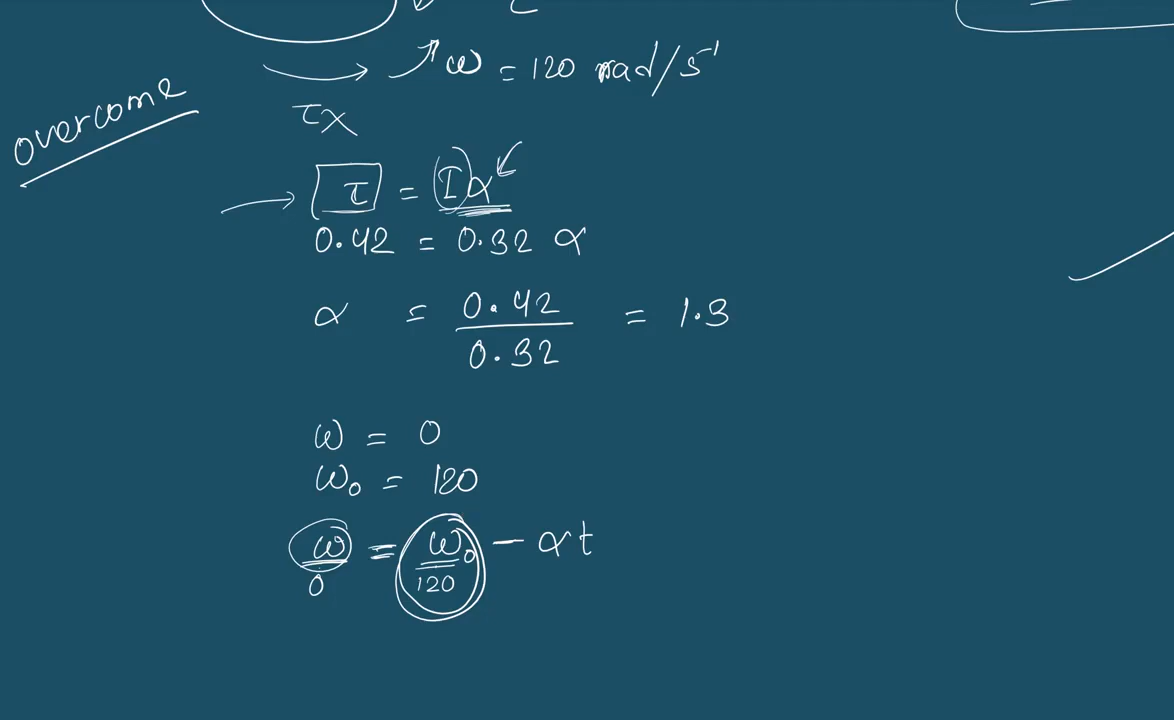 ω = 120 rad/s⁻¹
overcome
τx
τ = Iα
0.42 = 0.32 α
α = 0.42/0.32 = 1.3
ω = 0
ω₀ = 120
ω = ω₀ - αt
0 120